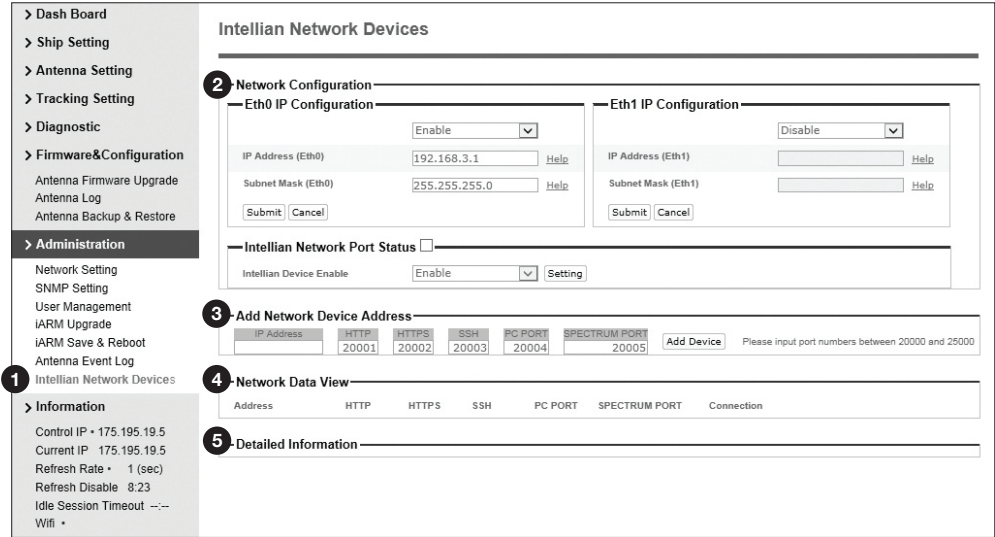 > Dash Board
> Ship Setting
> Antenna Setting
> Tracking Setting
> Diagnostic
> Firmware&Configuration
Antenna Firmware Upgrade
Antenna Log
Antenna Backup & Restore
> Administration
Network Setting
SNMP Setting
User Management
iARM Upgrade
iARM Save & Reboot
Antenna Event Log
1 Intellian Network Devices
> Information
Control IP • 175.195.19.5
Current IP 175.195.19.5
Refresh Rate • 1 (sec)
Refresh Disable 8:23
Idle Session Timeout --:--
Wifi •
Intellian Network Devices
2 Network Configuration
Eth0 IP Configuration
Enable
IP Address (Eth0) 192.168.3.1 Help
Subnet Mask (Eth0) 255.255.255.0 Help
Submit Cancel
Eth1 IP Configuration
Disable
IP Address (Eth1) Help
Subnet Mask (Eth1) Help
Submit Cancel
Intellian Network Port Status
Intellian Device Enable Enable Setting
3 Add Network Device Address
IP Address HTTP HTTPS SSH PC PORT SPECTRUM PORT
20001 20002 20003 20004 20005 Add Device Please input port numbers between 20000 and 25000
4 Network Data View
Address HTTP HTTPS SSH PC PORT SPECTRUM PORT Connection
5 Detailed Information